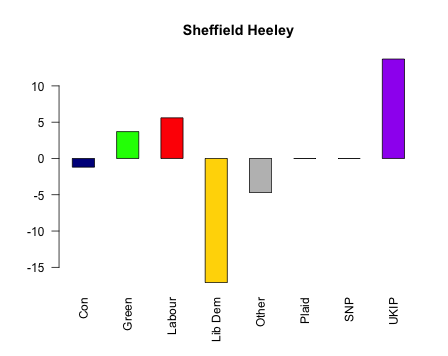 Sheffield Heeley
10
5
0
-5
-10
-15
Con
Green
Labour
Lib Dem
Other
Plaid
SNP
UKIP